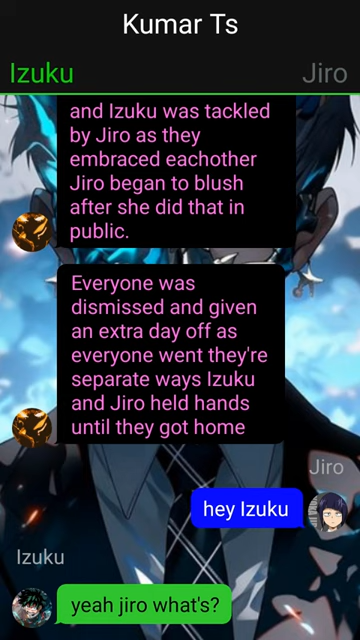 Kumar Ts
Izuku Jiro
and Izuku was tackled
by Jiro as they
embraced eachother
Jiro began to blush
after she did that in
public.
Everyone was
dismissed and given
an extra day off as
everyone went they're
separate ways Izuku
and Jiro held hands
until they got home
Jiro
hey Izuku
Izuku
yeah jiro what's?